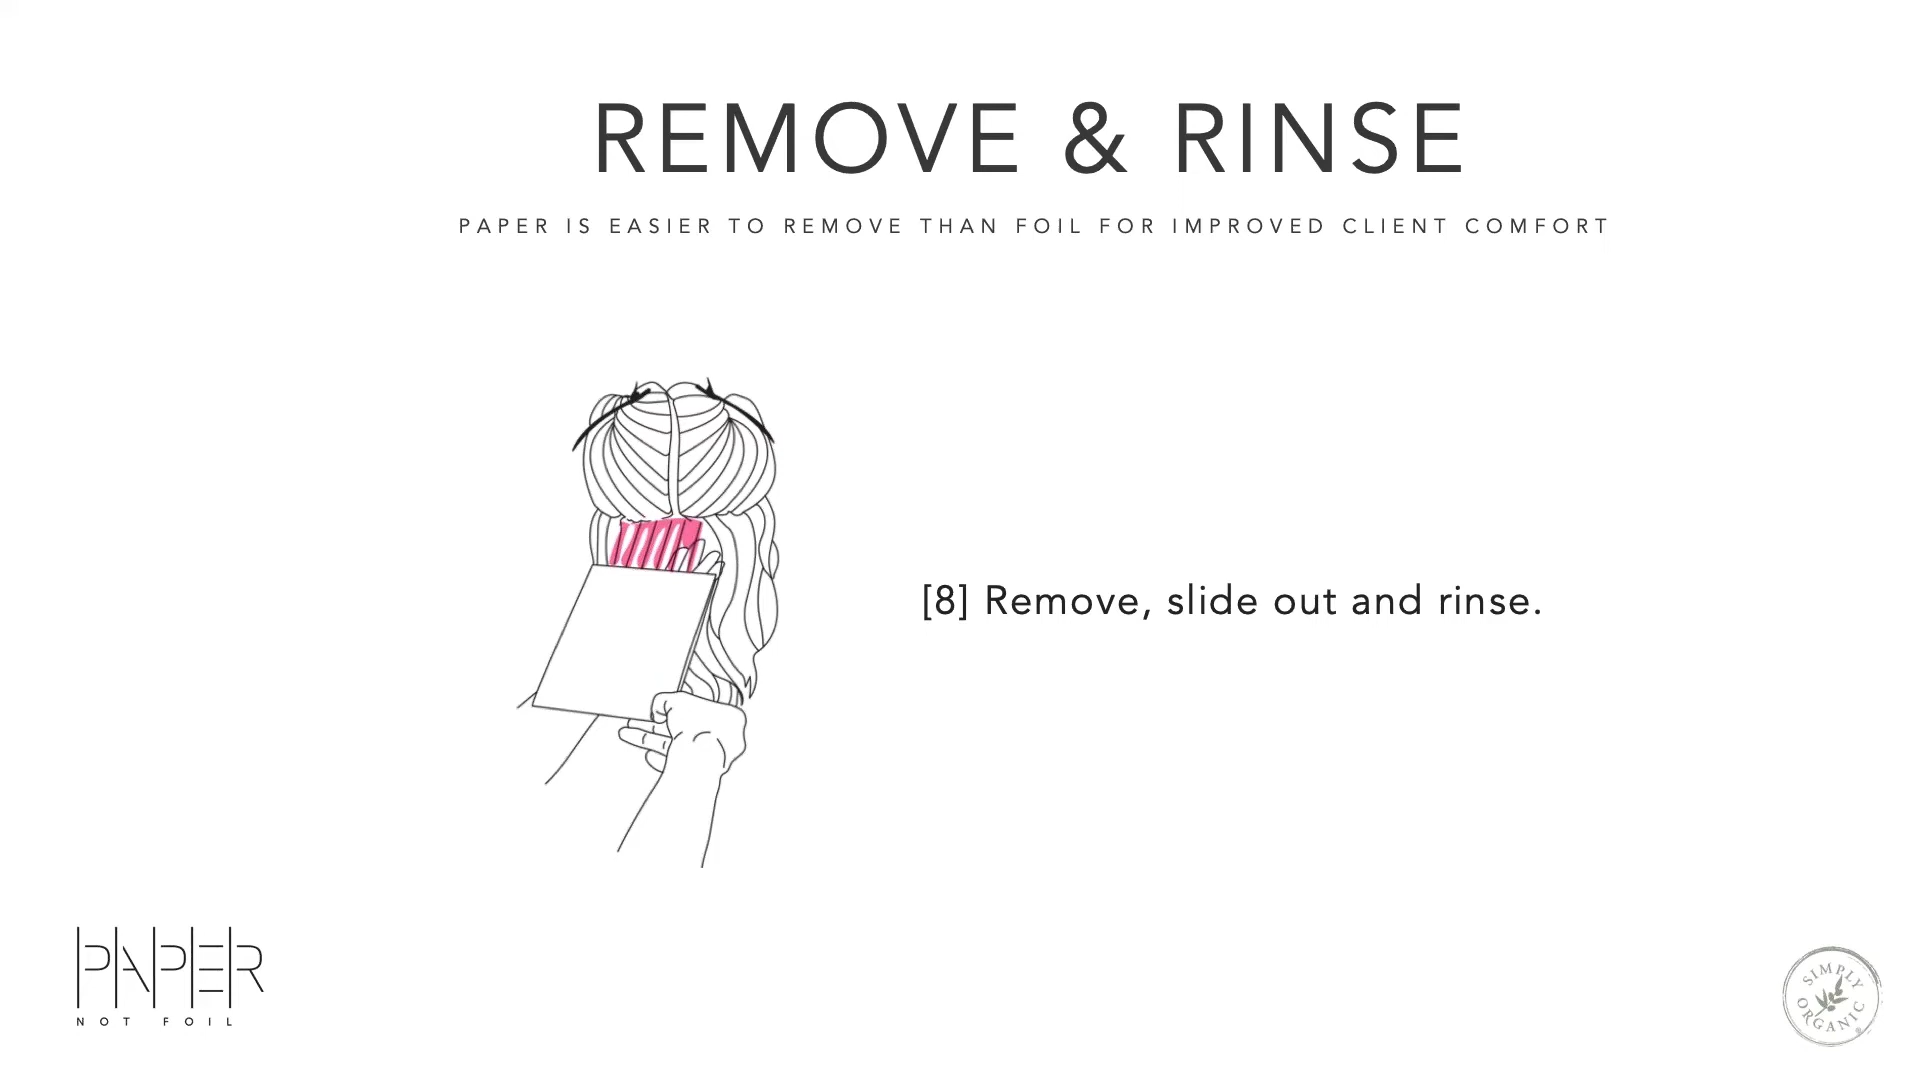 REMOVE & RINSE
PAPER IS EASIER TO REMOVE THAN FOIL FOR IMPROVED CLIENT COMFORT
[8] Remove, slide out and rinse.
PAPER
NOT FOIL
SIMPLY
ORGANIC®